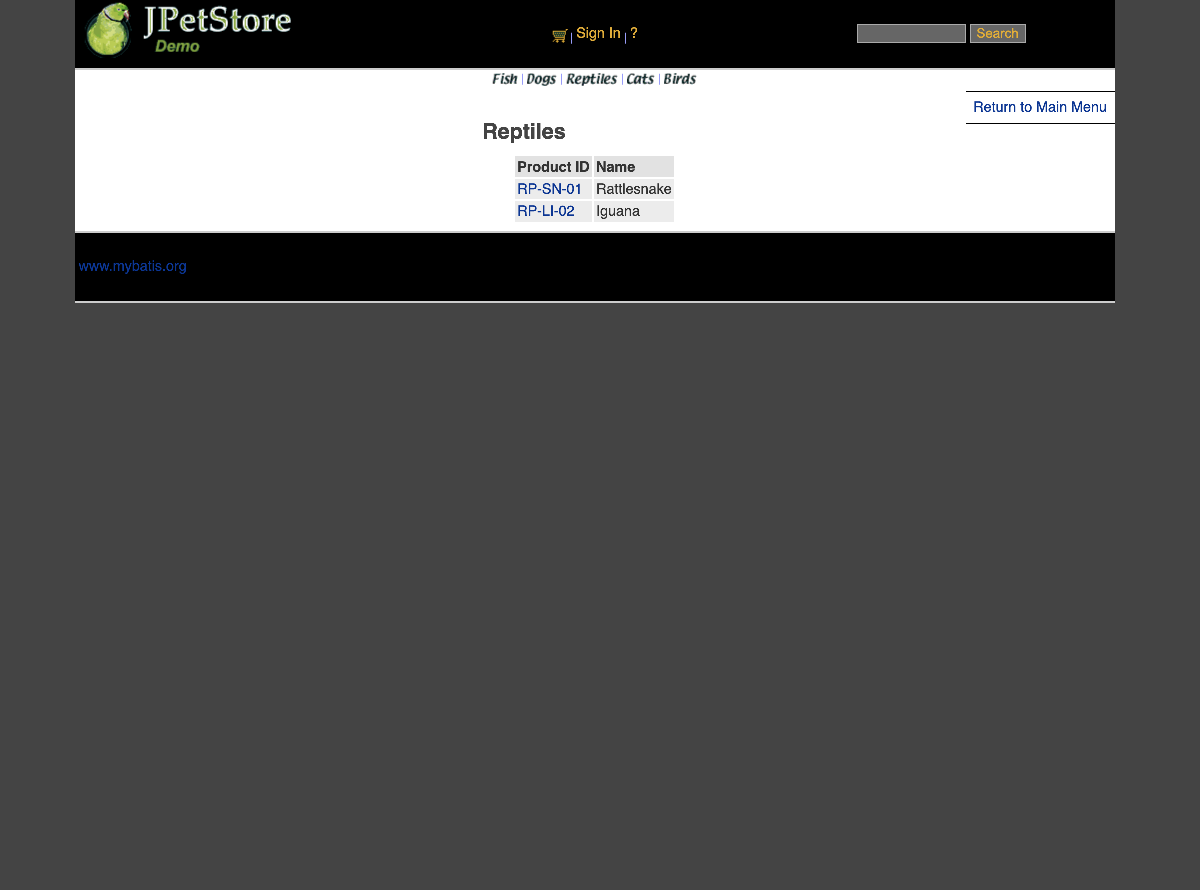 JPetStore
Demo
Sign In | ?
Search
Fish | Dogs | Reptiles | Cats | Birds
Return to Main Menu
Reptiles
Product ID Name
RP-SN-01 Rattlesnake
RP-LI-02 Iguana
www.mybatis.org